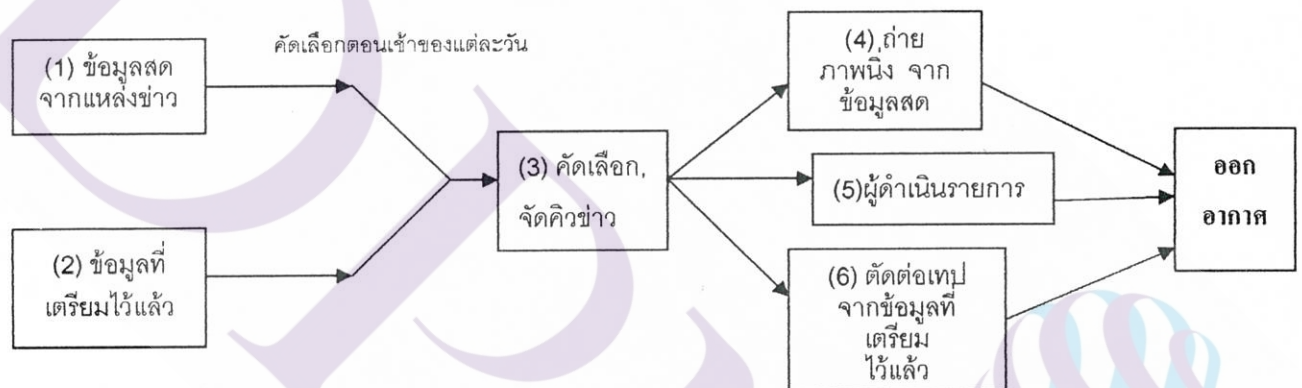 คัดเลือกตอนเช้าของแต่ละวัน
(1) ข้อมูลสด
จากแหล่งข่าว
(2) ข้อมูลที่
เตรียมไว้แล้ว
(3) คัดเลือก,
จัดคิวข่าว
(4),ถ่าย
ภาพนิ่ง จาก
ข้อมูลสด
(5)ผู้ดำเนินรายการ
(6) ตัดต่อเทป
จากข้อมูลที่
เตรียม
ไว้แล้ว
ออก
อากาศ